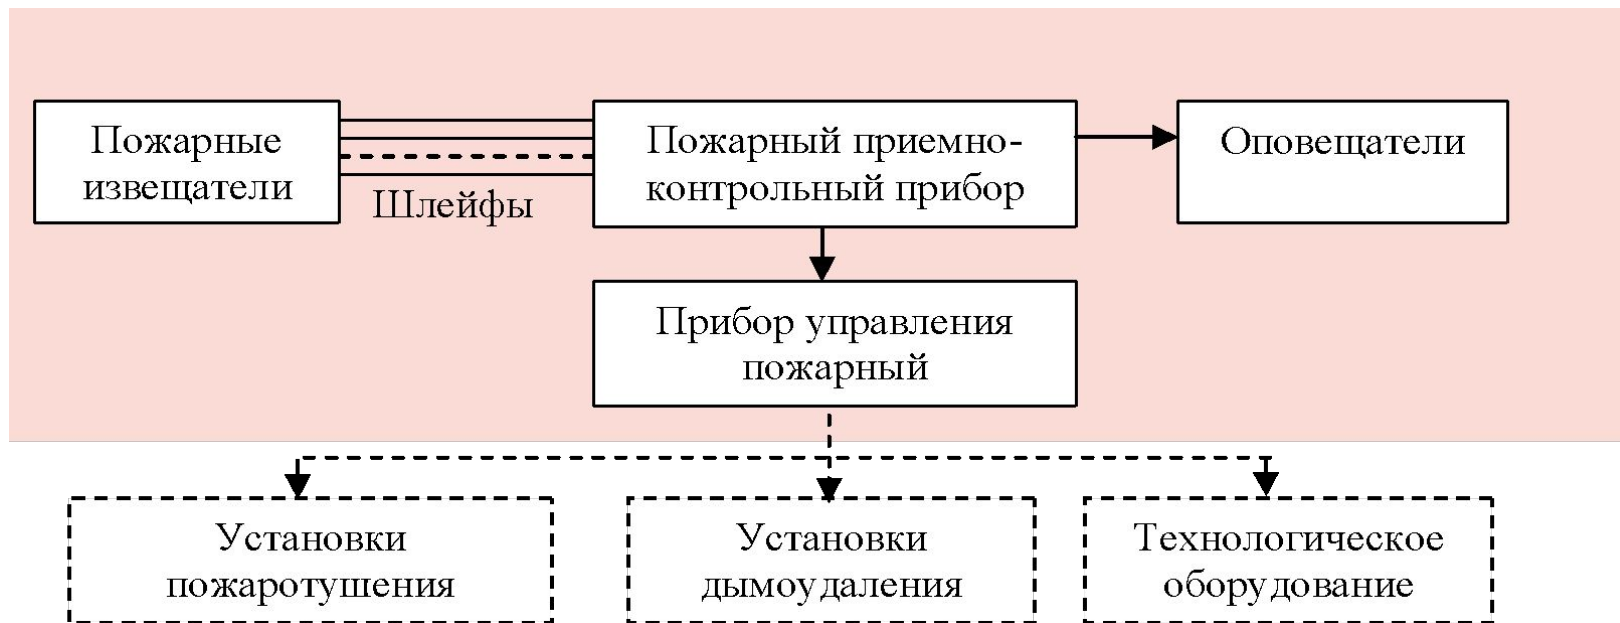 Пожарные
извещатели
Шлейфы
Пожарный приемно-
контрольный прибор
Оповещатели
Прибор управления
пожарный
Установки
пожаротушения
Установки
дымоудаления
Технологическое
оборудование